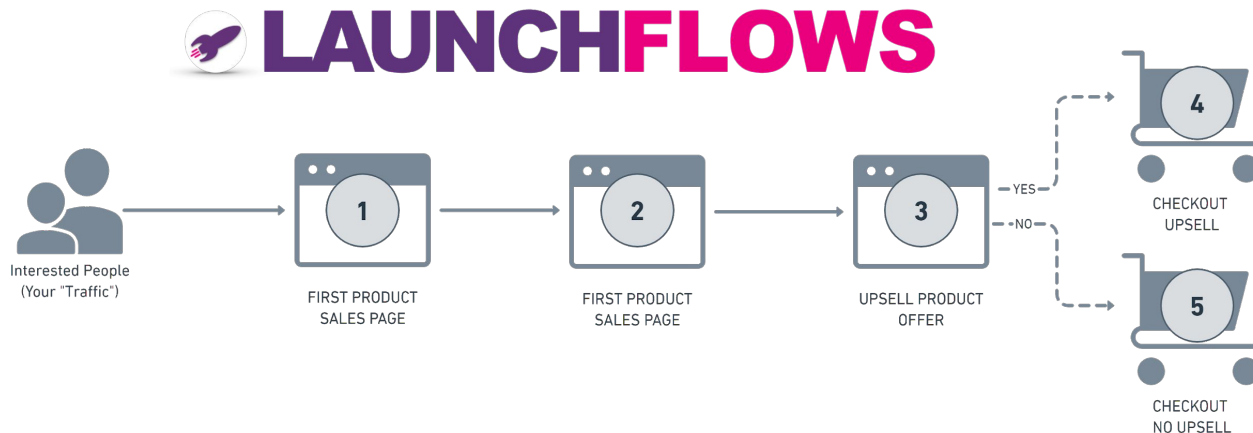 LAUNCHFLOWS
Interested People
(Your "Traffic")
1
FIRST PRODUCT
SALES PAGE
2
FIRST PRODUCT
SALES PAGE
3
UPSELL PRODUCT
OFFER
YES
NO
4
CHECKOUT
UPSELL
5
CHECKOUT
NO UPSELL